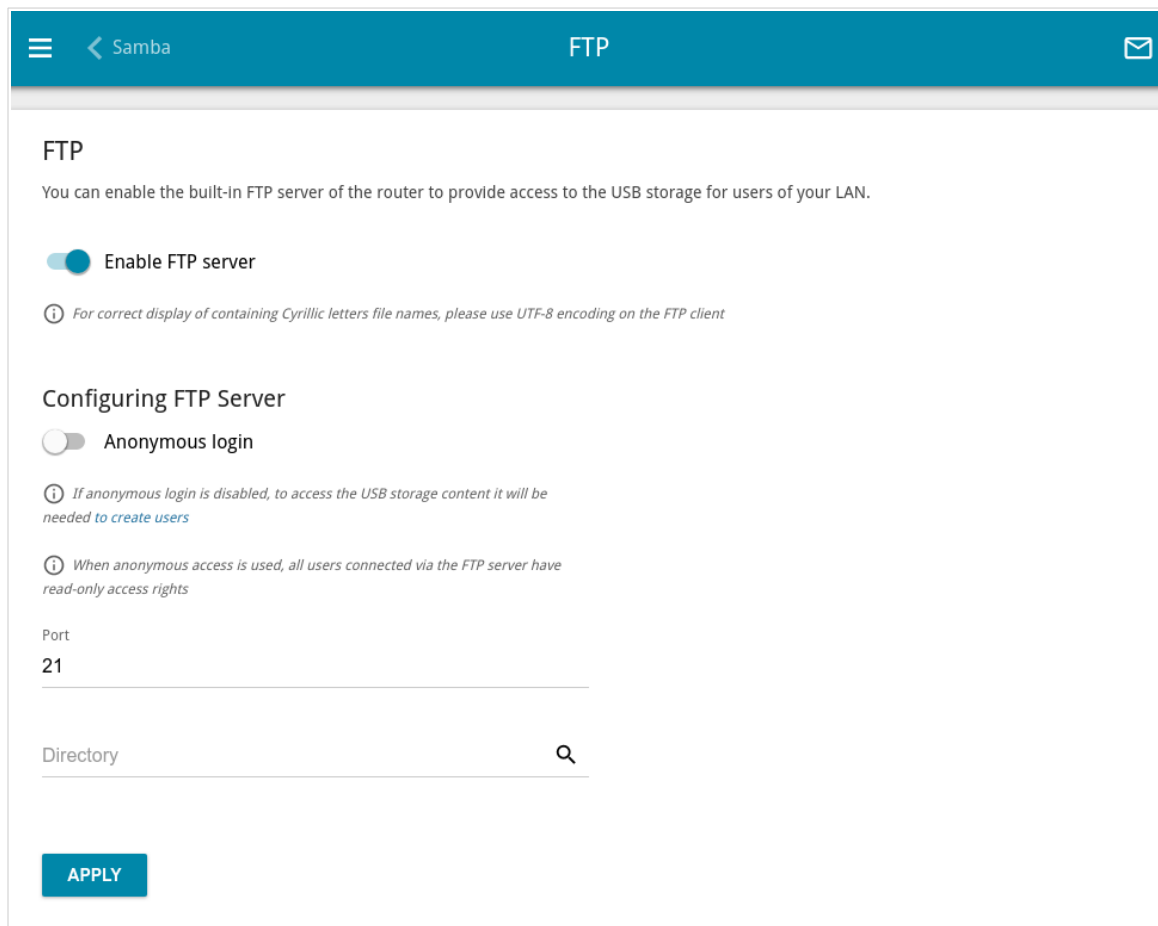 Samba
FTP
FTP
You can enable the built-in FTP server of the router to provide access to the USB storage for users of your LAN.
Enable FTP server
For correct display of containing Cyrillic letters file names, please use UTF-8 encoding on the FTP client
Configuring FTP Server
Anonymous login
If anonymous login is disabled, to access the USB storage content it will be
needed to create users
When anonymous access is used, all users connected via the FTP server have
read-only access rights
Port
21
Directory
APPLY